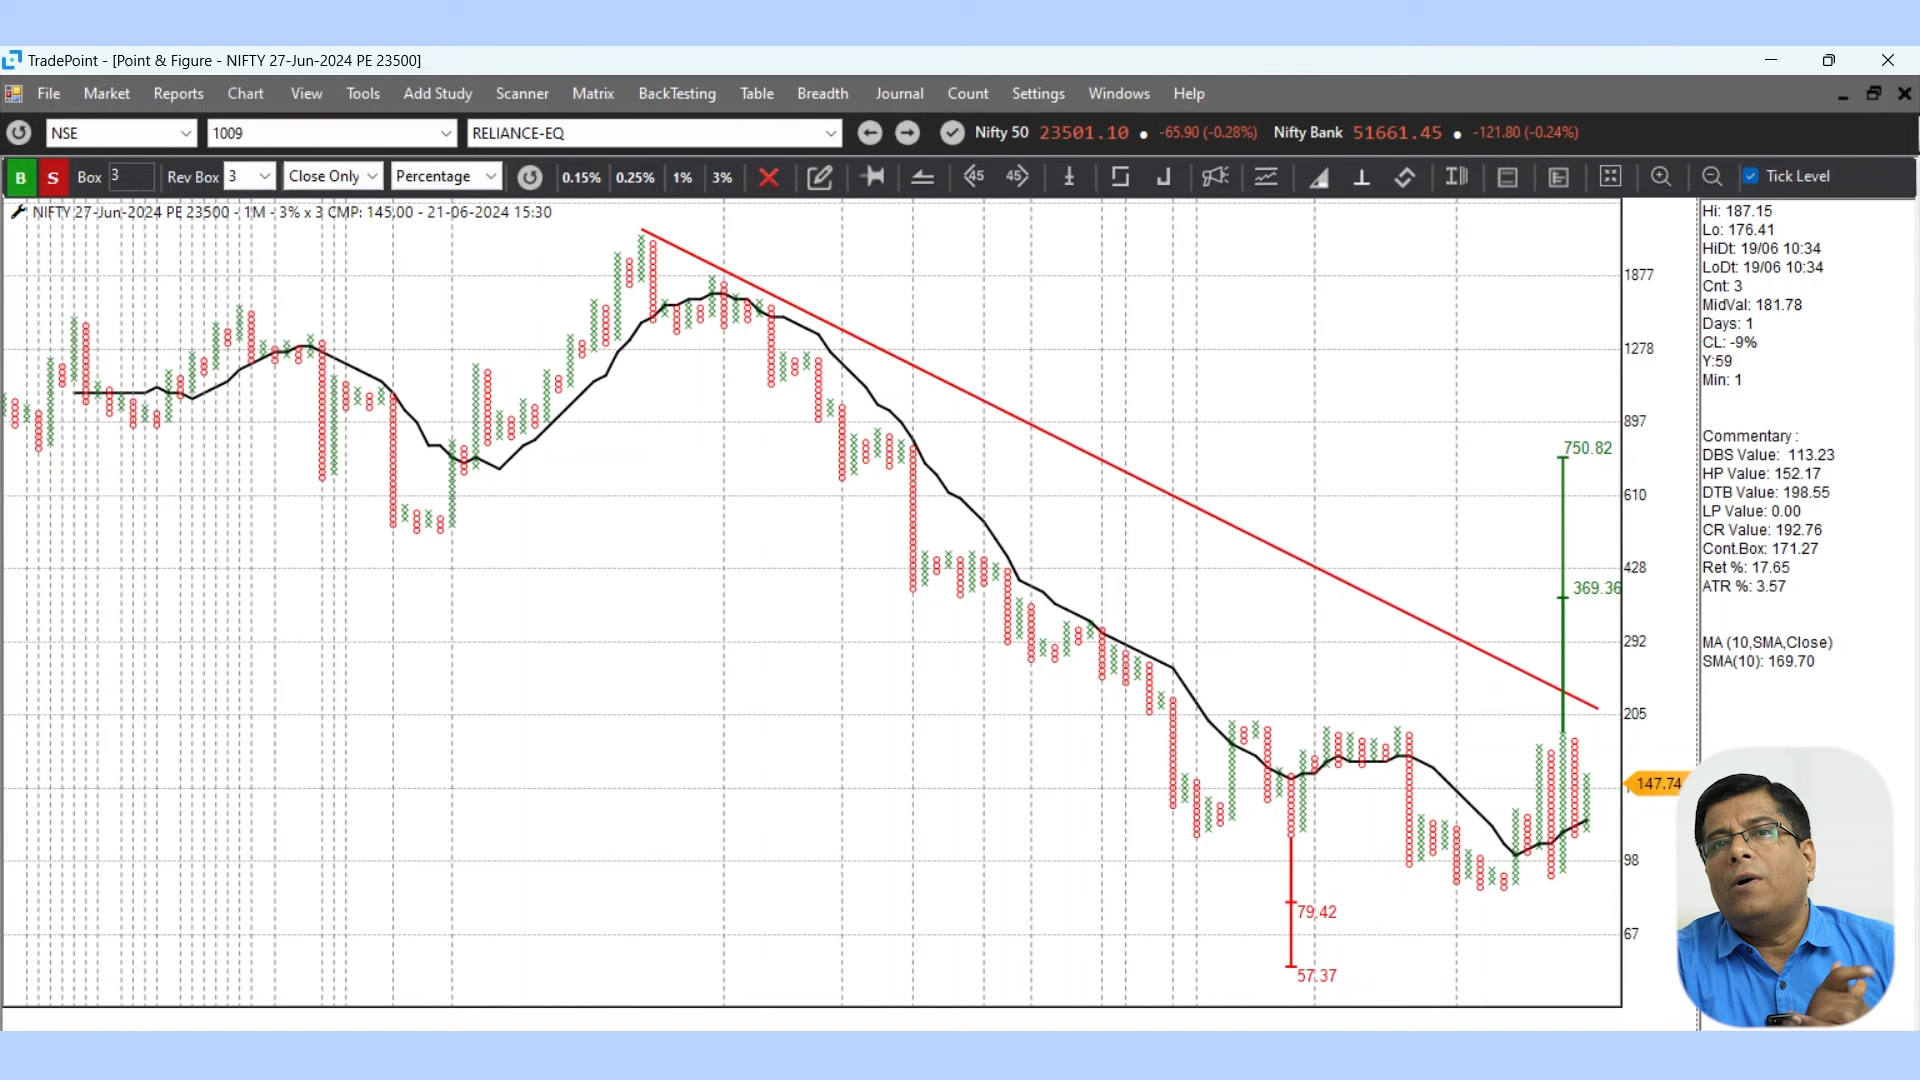 TradePoint - [Point & Figure - NIFTY 27-Jun-2024 PE 23500]
File Market Reports Chart View Tools Add Study Scanner Matrix BackTesting Table Breadth Journal Count Settings Windows Help
NSE 1009 RELIANCE-EQ Nifty 50 23501.10 ● -65.90 (-0.28%) Nifty Bank 51661.45 ● -121.80 (-0.24%)
B S Box 3 Rev Box 3 Close Only Percentage 0.15% 0.25% 1% 3% 45 45 Tick Level
NIFTY 27-Jun-2024 PE 23500 - 1M - 3% x 3 CMP: 145.00 - 21-06-2024 15:30
Hi: 187.15
Lo: 176.41
HiDt: 19/06 10:34
LoDt: 19/06 10:34
Cnt: 3
MidVal: 181.78
Days: 1
CL: -9%
Y:59
Min: 1
Commentary :
DBS Value: 113.23
HP Value: 152.17
DTB Value: 198.55
LP Value: 0.00
CR Value: 192.76
Cont.Box: 171.27
Ret %: 17.65
ATR %: 3.57
MA (10,SMA,Close)
SMA(10): 169.70
1877
1278
897
750.82
610
428
369.36
292
205
147.74
98
79.42
67
57.37